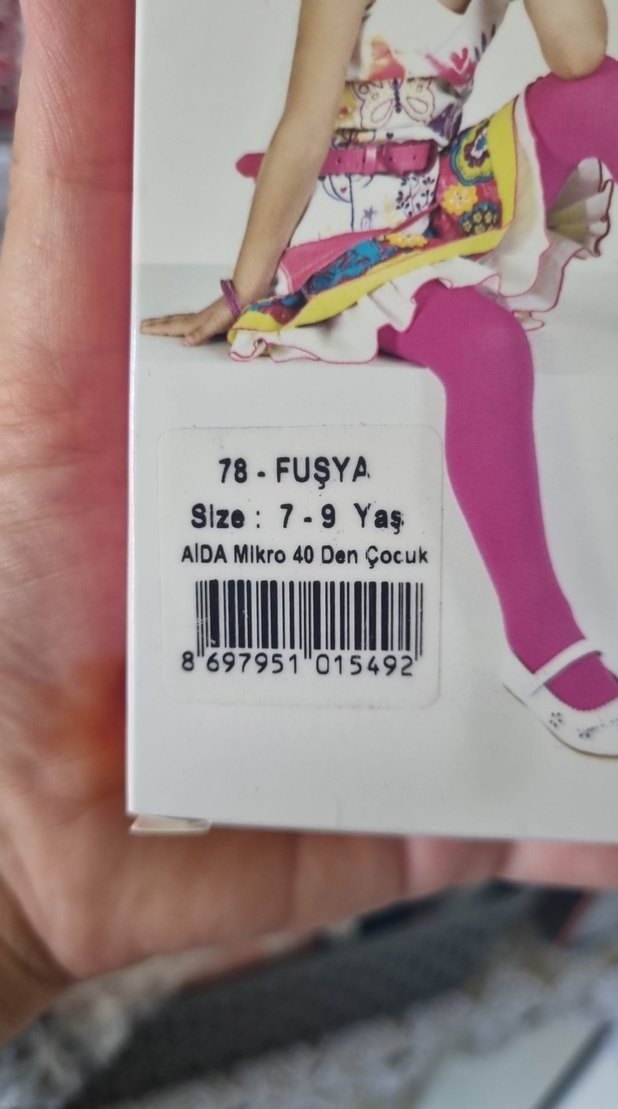 78 - FUŞYA
Size : 7 - 9 Yaş
AIDA Mikro 40 Den Çocuk
8 697951 015492